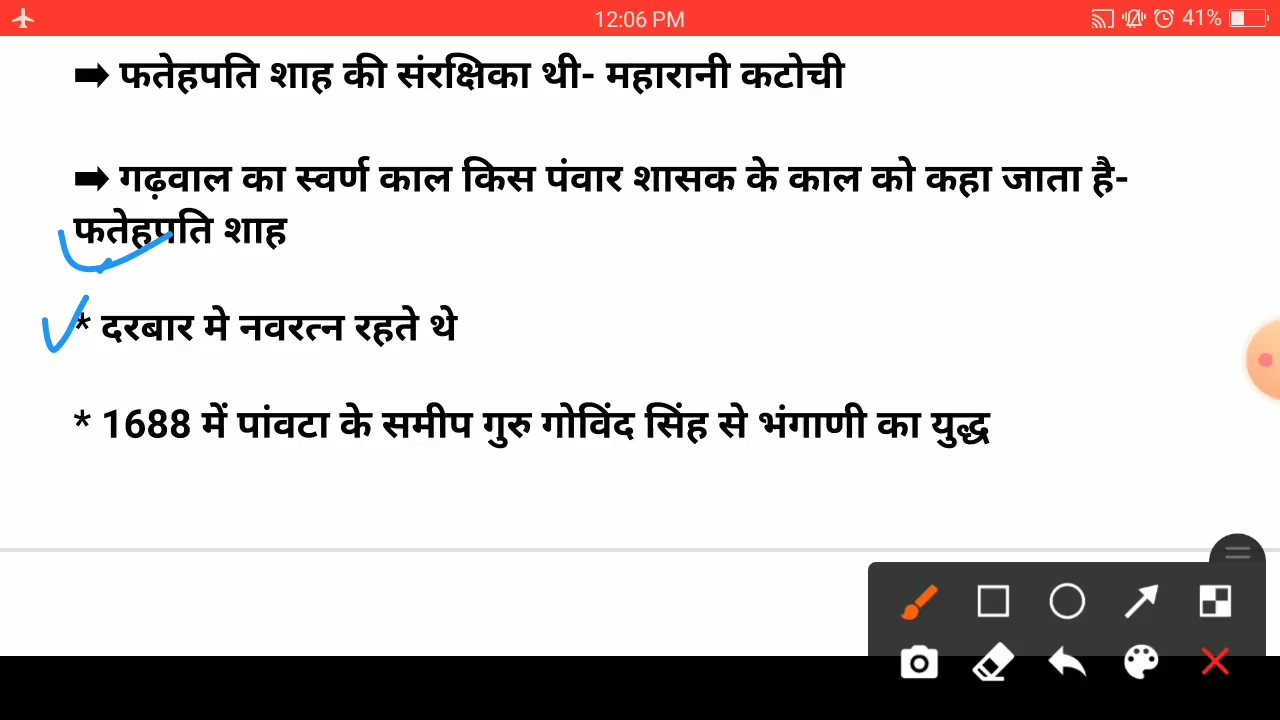 12:06 PM 41%
➡ फतेहपति शाह की संरक्षिका थी- महारानी कटोची
➡ गढ़वाल का स्वर्ण काल किस पंवार शासक के काल को कहा जाता है-
फतेहपति शाह
* दरबार मे नवरत्न रहते थे
* 1688 में पांवटा के समीप गुरु गोविंद सिंह से भंगाणी का युद्ध